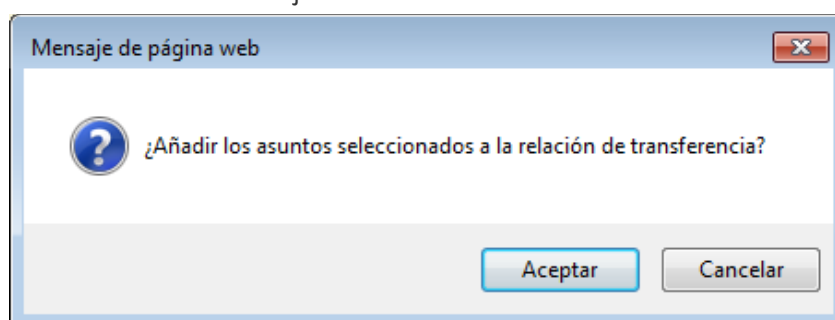 Mensaje de página web
¿Añadir los asuntos seleccionados a la relación de transferencia?
Aceptar Cancelar